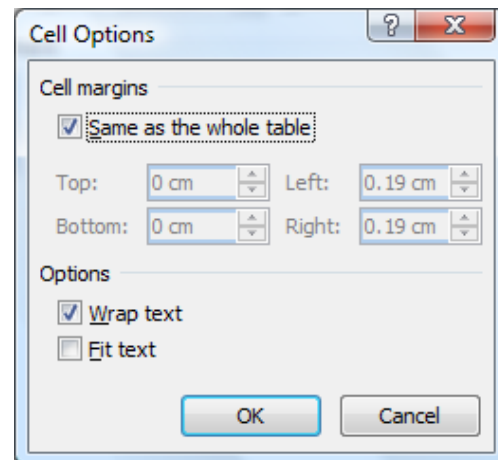 Cell Options
Cell margins
Same as the whole table
Top: 0 cm Left: 0.19 cm
Bottom: 0 cm Right: 0.19 cm
Options
Wrap text
Fit text
OK Cancel